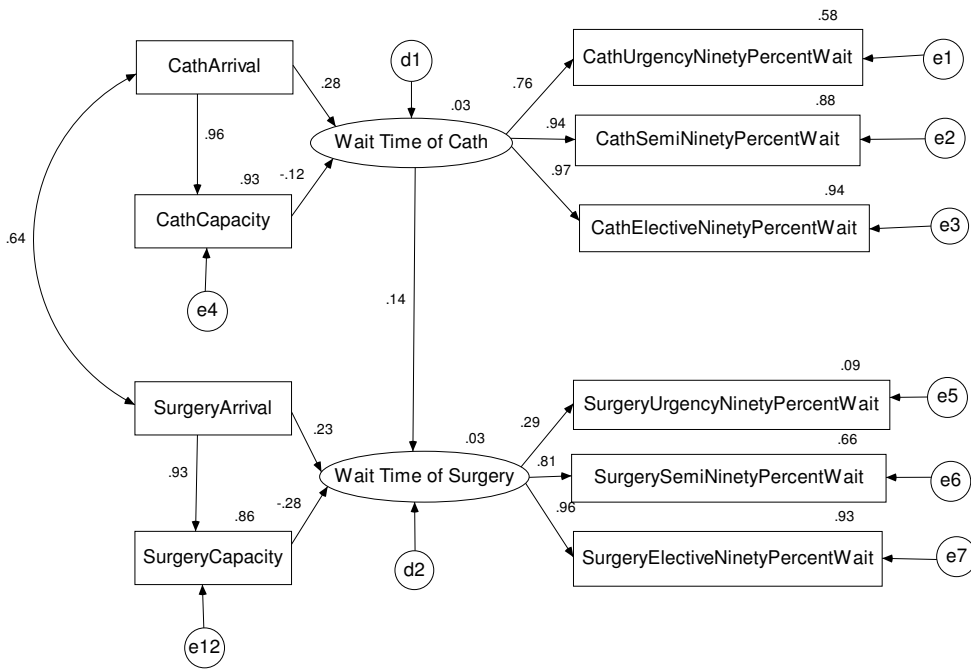 .58
CathArrival
d1
CathUrgencyNinetyPercentWait
e1
.28
.76
.03
.88
.96
Wait Time of Cath
.94
CathSemiNinetyPercentWait
e2
.93
-.12
.97
.94
CathCapacity
CathElectiveNinetyPercentWait
e3
.64
e4
.14
.09
SurgeryArrival
SurgeryUrgencyNinetyPercentWait
e5
.23
.03
.29
.66
.93
Wait Time of Surgery
.81
SurgerySemiNinetyPercentWait
e6
.86
-.28
.96
.93
SurgeryCapacity
d2
SurgeryElectiveNinetyPercentWait
e7
e12